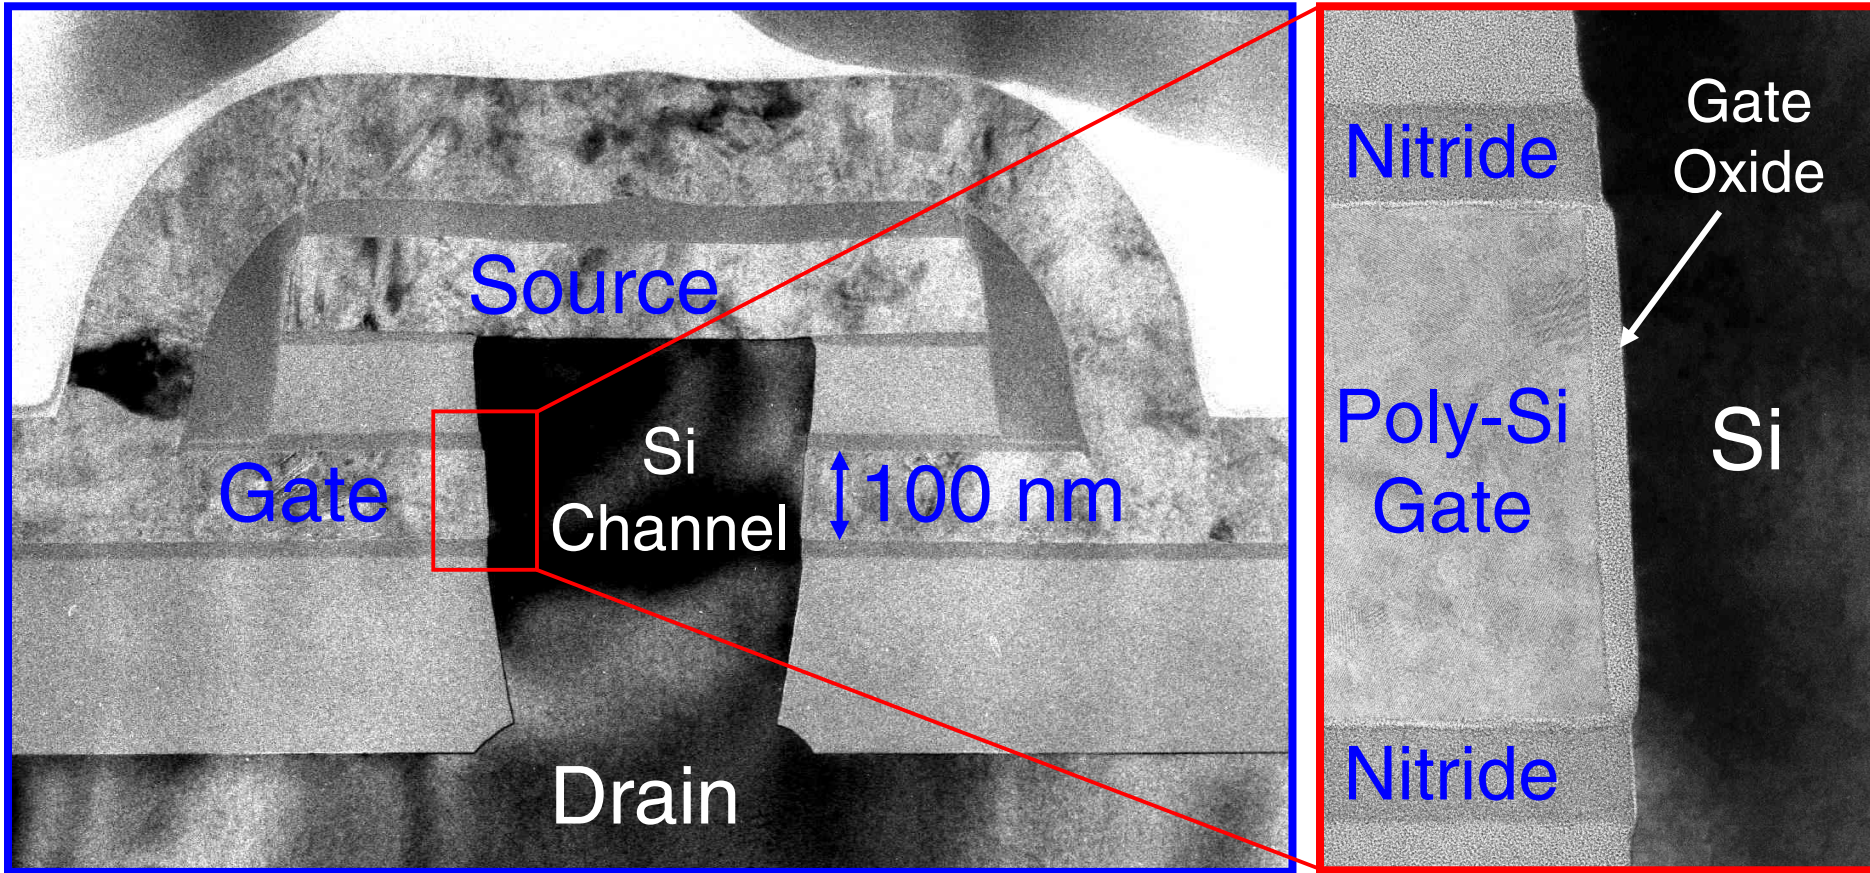 Source
Gate
Si
Channel
100 nm
Drain
Nitride
Gate
Oxide
Poly-Si
Gate
Si
Nitride